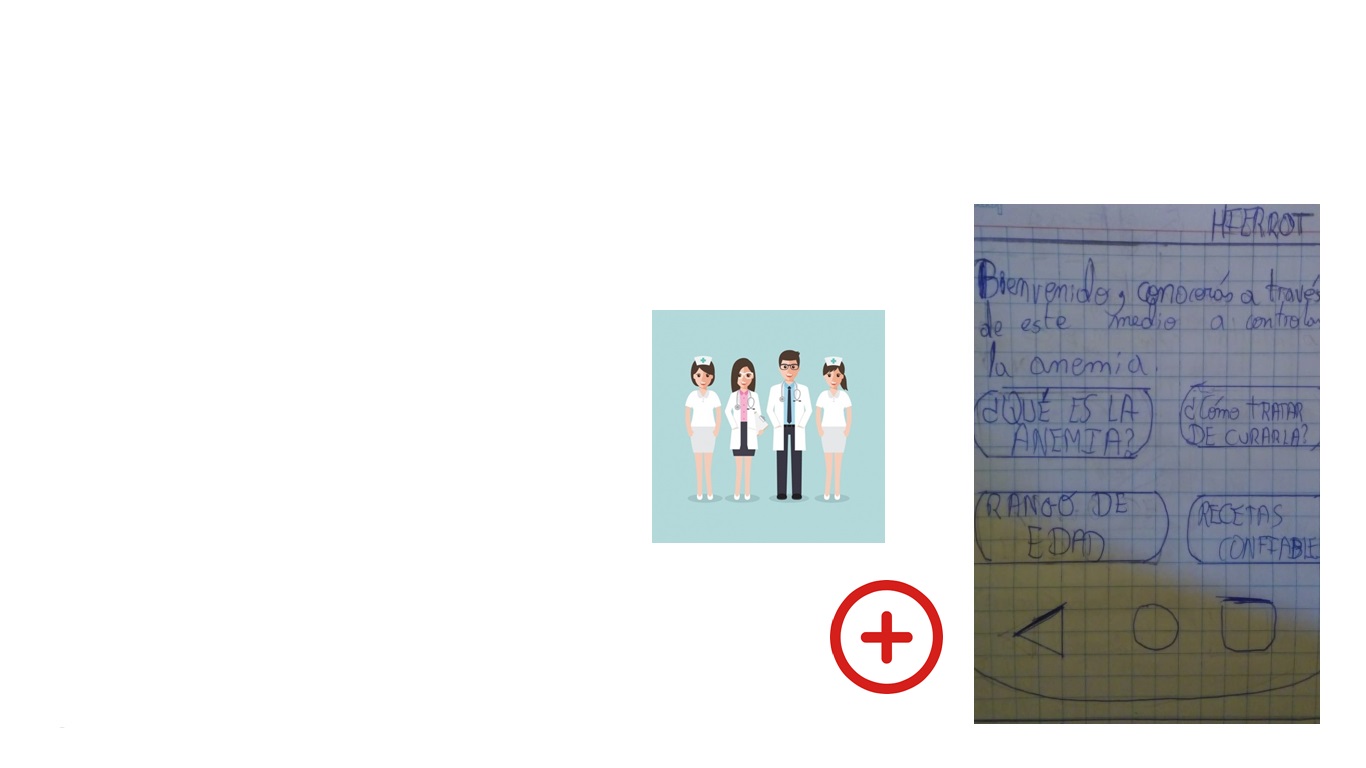 HIERROT
Bienvenido, conocerás a través
de este medio a controla
la anemia.
¿QUÉ ES LA
ANEMIA?
¿Cómo TRATAR
DE CURARLA?
RANGO DE
EDAD
RECETAS
CONFIABLE